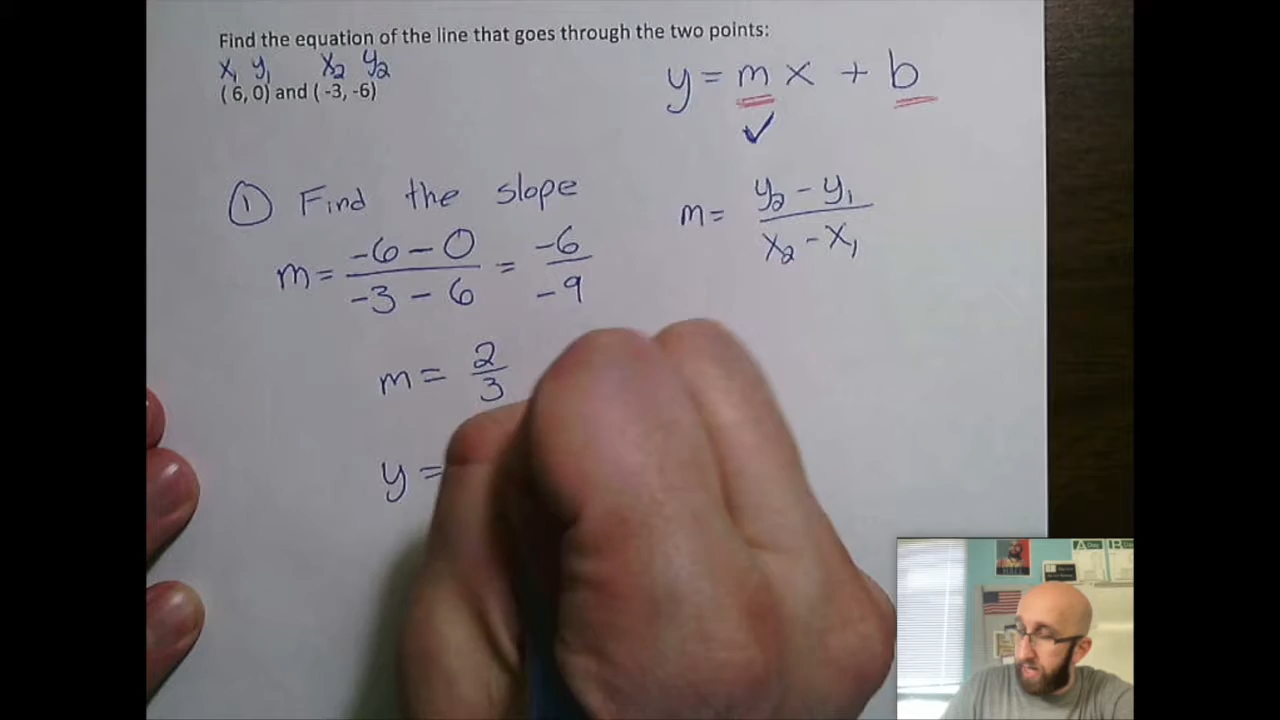 Find the equation of the line that goes through the two points:
x₁ y₁ x₂ y₂
( 6, 0) and ( -3, -6)
y = m x + b
✓
① Find the slope
m = y₂ - y₁ / x₂ - x₁
m = -6 - 0 / -3 - 6 = -6 / -9
m = 2/3
y =